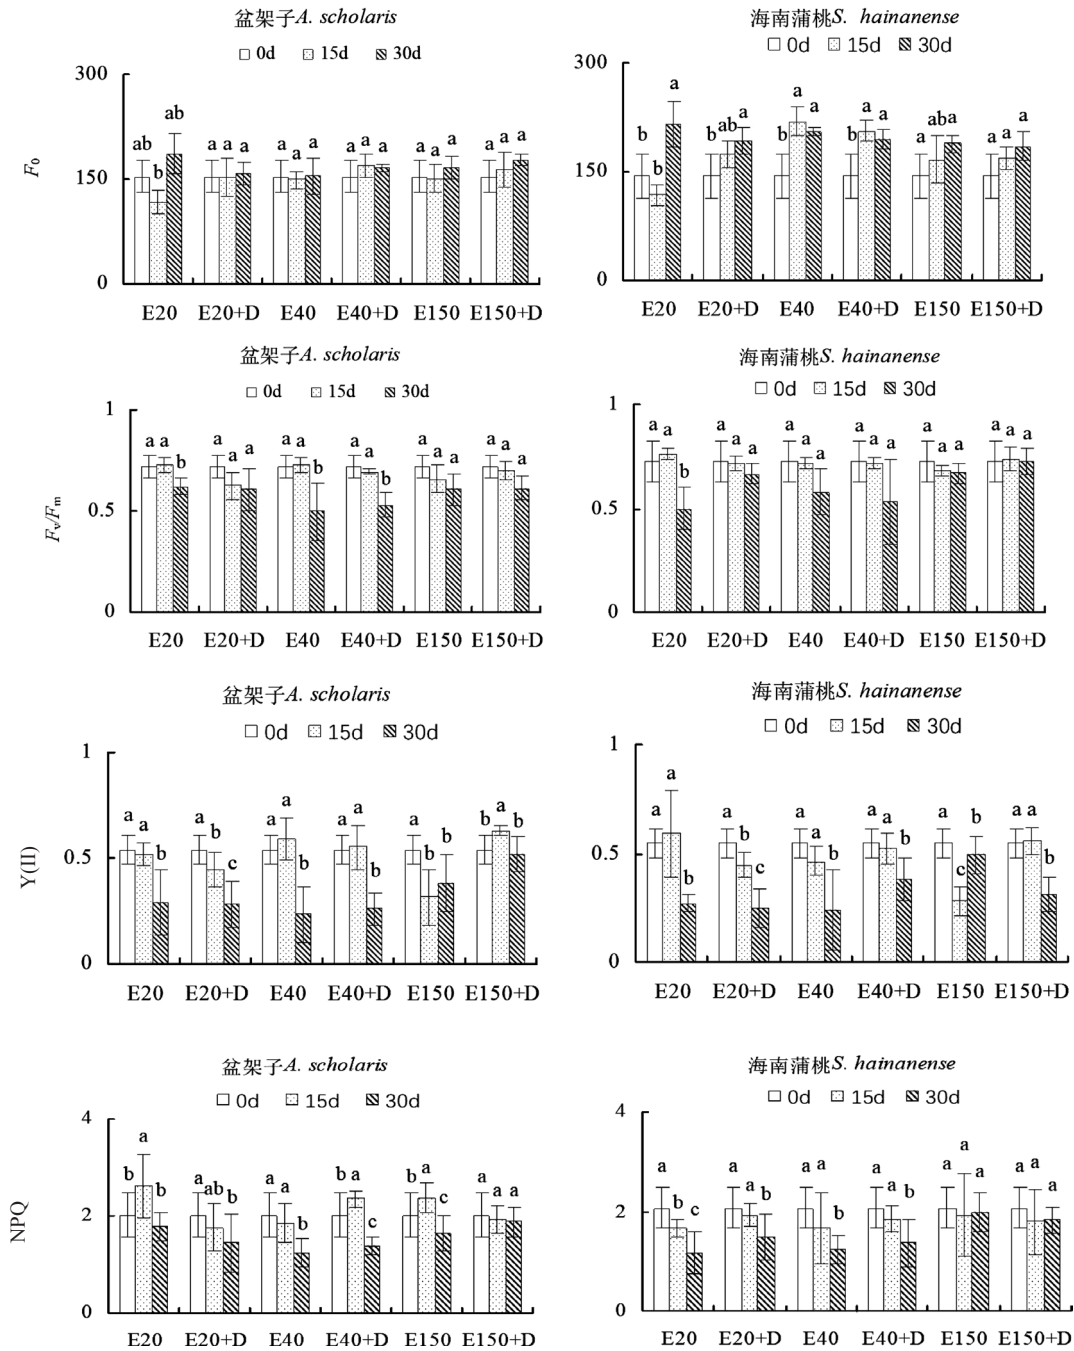 盆架子A. scholaris
0d 15d 30d
F0
300
150
0
ab b ab a a a a a a a a a a a a a a a
E20 E20+D E40 E40+D E150 E150+D
海南蒲桃S. hainanense
0d 15d 30d
300
150
0
b b a b ab a b a a b a a a ab a a a a
E20 E20+D E40 E40+D E150 E150+D
盆架子A. scholaris
0d 15d 30d
Fv/Fm
1
0.5
0
a a b a a a a a b a a b a a a a a a
E20 E20+D E40 E40+D E150 E150+D
海南蒲桃S. hainanense
0d 15d 30d
1
0.5
0
a a b a a a a a a a a a a a a a a a
E20 E20+D E40 E40+D E150 E150+D
盆架子A. scholaris
0d 15d 30d
Y(II)
1
0.5
0
a a b a b c a a b a a b a b b b a b
E20 E20+D E40 E40+D E150 E150+D
海南蒲桃S. hainanense
0d 15d 30d
1
0.5
0
a a b a b c a a b a a b a c b a a b
E20 E20+D E40 E40+D E150 E150+D
盆架子A. scholaris
0d 15d 30d
NPQ
4
2
0
b a b a ab b a a b b a c b a c a a a
E20 E20+D E40 E40+D E150 E150+D
海南蒲桃S. hainanense
0d 15d 30d
4
2
0
a b c a a b a a b a a b a a a a a a
E20 E20+D E40 E40+D E150 E150+D